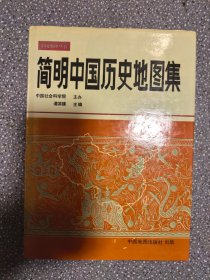 简明中国历史地图集
中国社会科学院 主办
谭其骧 主编
中国地图出版社 出版